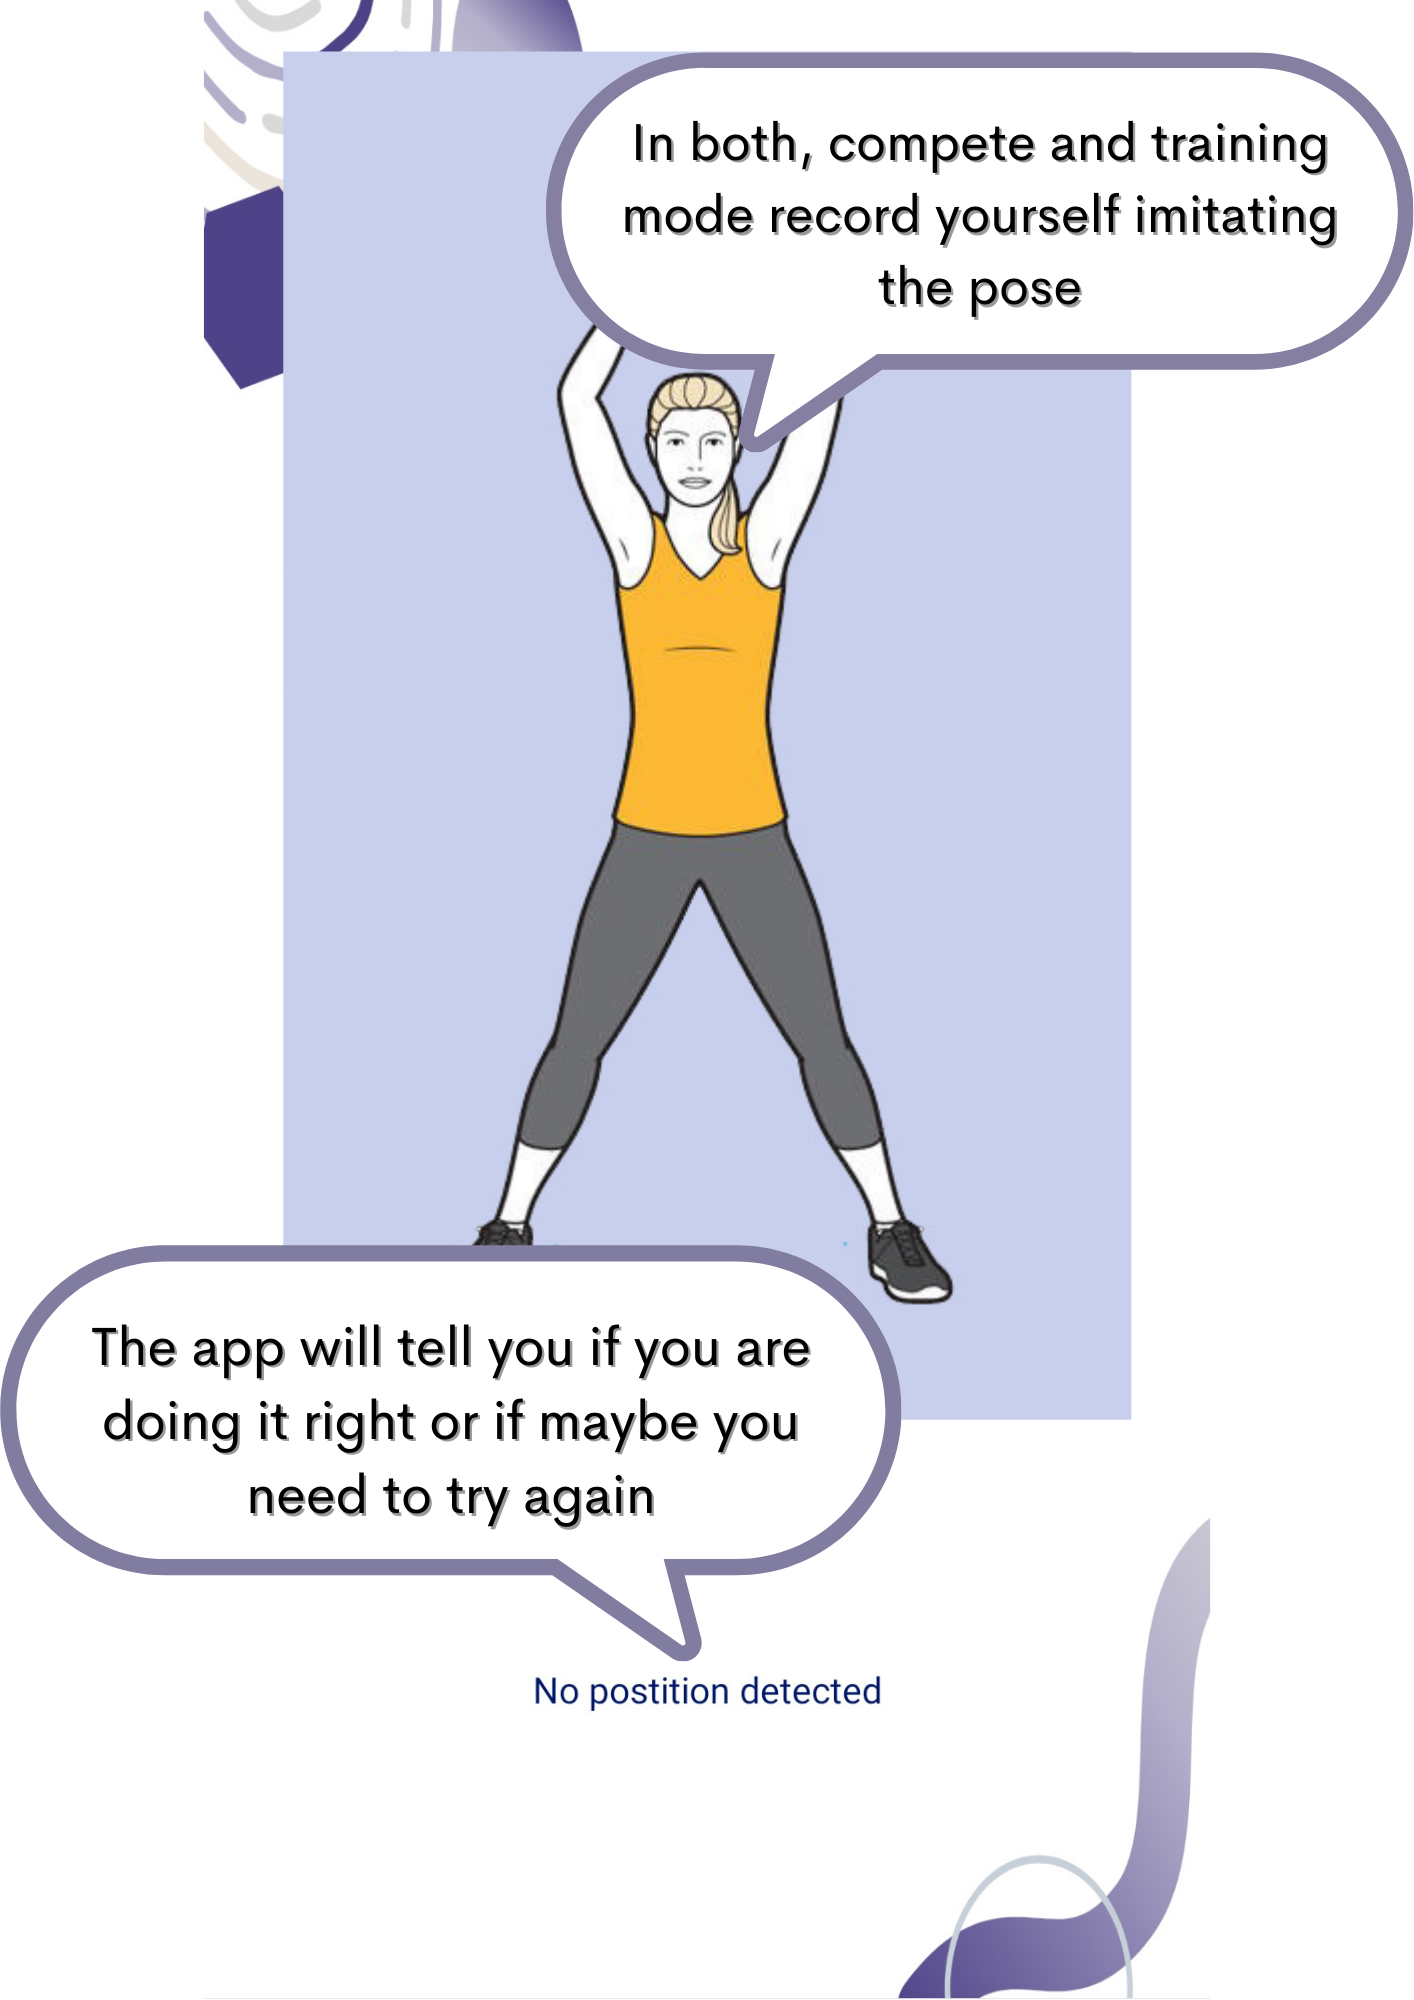 In both, compete and training
mode record yourself imitating
the pose
The app will tell you if you are
doing it right or if maybe you
need to try again
No postition detected